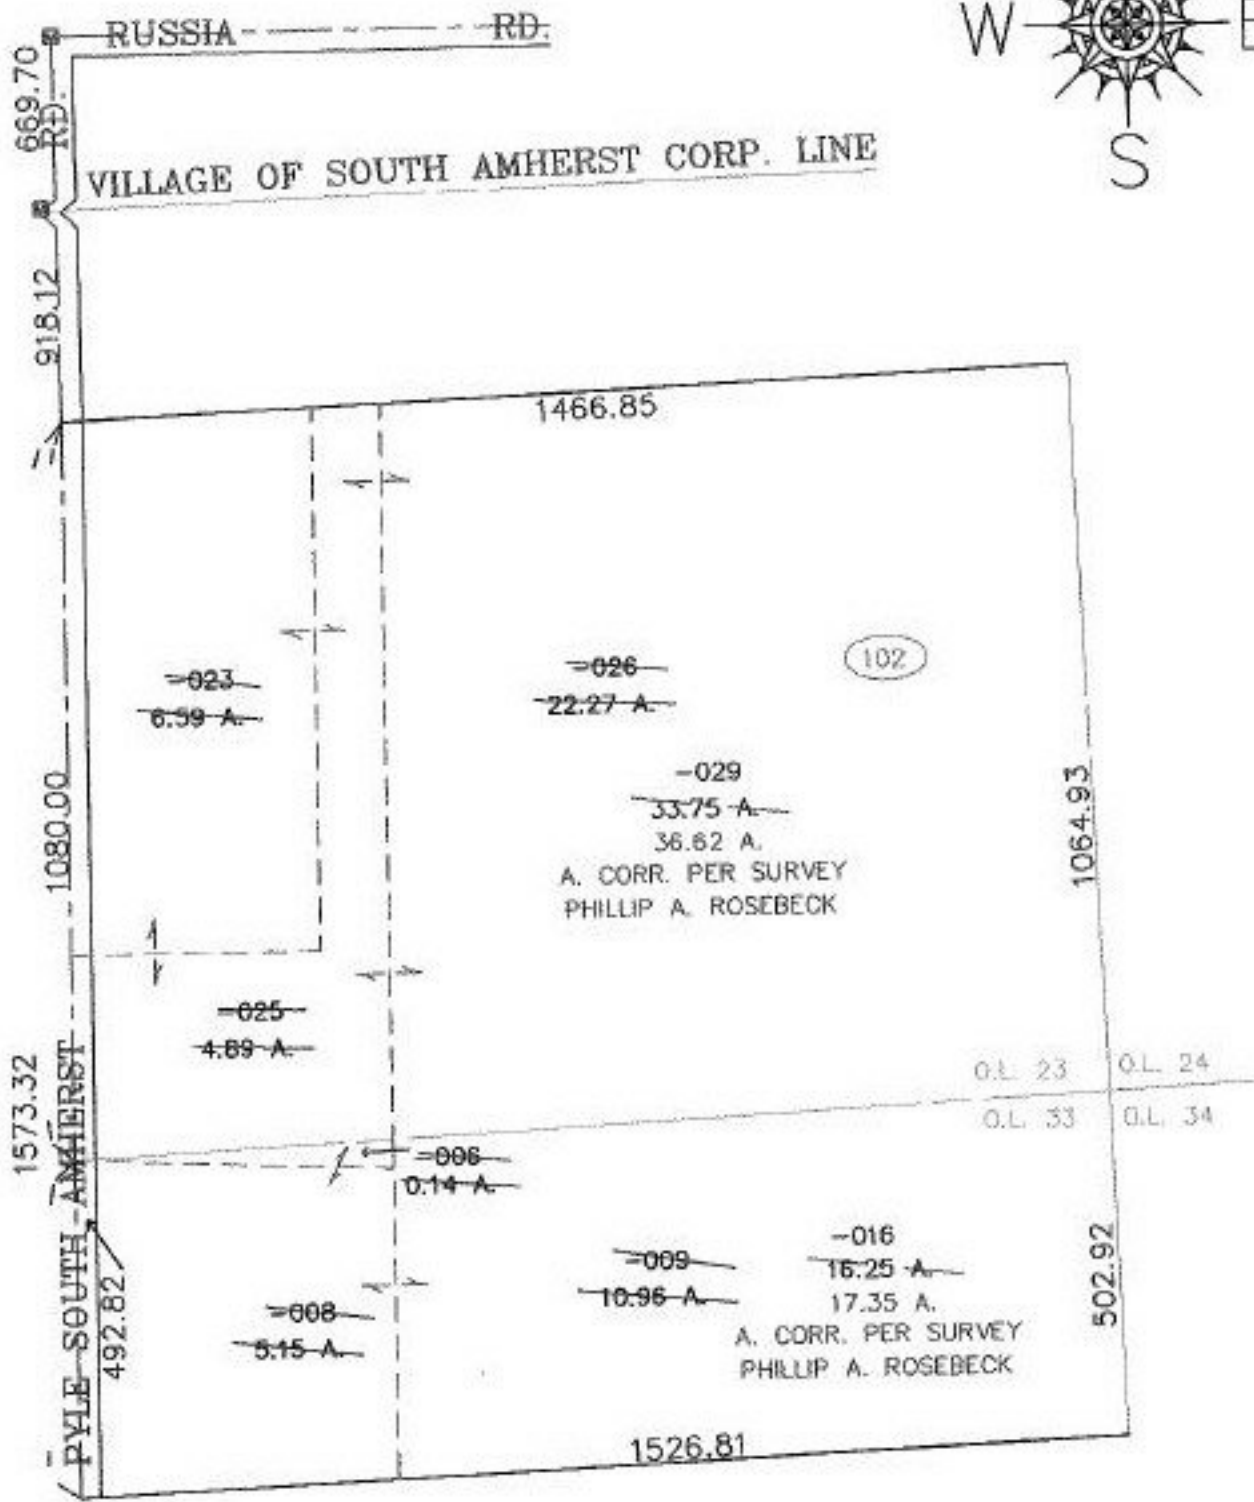 RUSSIA RD.
W
S
669.70
RD.
VILLAGE OF SOUTH AMHERST CORP. LINE
918.12
1466.85
-023
6.59 A.
-026
22.27 A.
102
-029
33.75 A.
36.62 A.
A. CORR. PER SURVEY
PHILLIP A. ROSEBECK
1080.00
1064.93
-025
4.89 A.
1573.32
O.L. 23
O.L. 24
O.L. 33
O.L. 34
-006
0.14 A.
PYLE-SOUTH-AMHERST
492.82
-008
5.15 A.
-009
10.96 A.
-016
16.25 A.
17.35 A.
A. CORR. PER SURVEY
PHILLIP A. ROSEBECK
502.92
1526.81